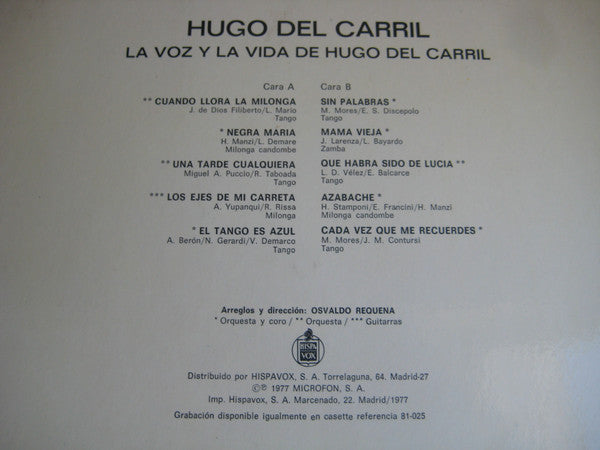 HUGO DEL CARRIL
LA VOZ Y LA VIDA DE HUGO DEL CARRIL
Cara A
** CUANDO LLORA LA MILONGA
J. de Dios Filiberto/L. Mario
Tango
* NEGRA MARIA
H. Manzi/L. Demare
Milonga candombe
** UNA TARDE CUALQUIERA
Miguel A. Puccio/R. Taboada
Tango
*** LOS EJES DE MI CARRETA
A. Yupanqui/R. Rissa
Milonga
* EL TANGO ES AZUL
A. Berón/N. Gerardi/V. Demarco
Tango
Cara B
SIN PALABRAS *
M. Mores/E. S. Discepolo
Tango
MAMA VIEJA *
J. Larenza/L. Bayardo
Zamba
QUE HABRA SIDO DE LUCIA **
L. D. Vélez/E. Balcarce
Tango
AZABACHE *
H. Stamponi/E. Francini/H. Manzi
Milonga candombe
CADA VEZ QUE ME RECUERDES *
M. Mores/J. M. Contursi
Tango
Arreglos y dirección: OSVALDO REQUENA
* Orquesta y coro / ** Orquesta / *** Guitarras
HISPA
VOX
Distribuido por HISPAVOX, S. A. Torrelaguna, 64. Madrid-27
©℗ 1977 MICROFON, S. A.
Imp. Hispavox, S. A. Marcenado, 22. Madrid/1977
Grabación disponible igualmente en casette referencia 81-025